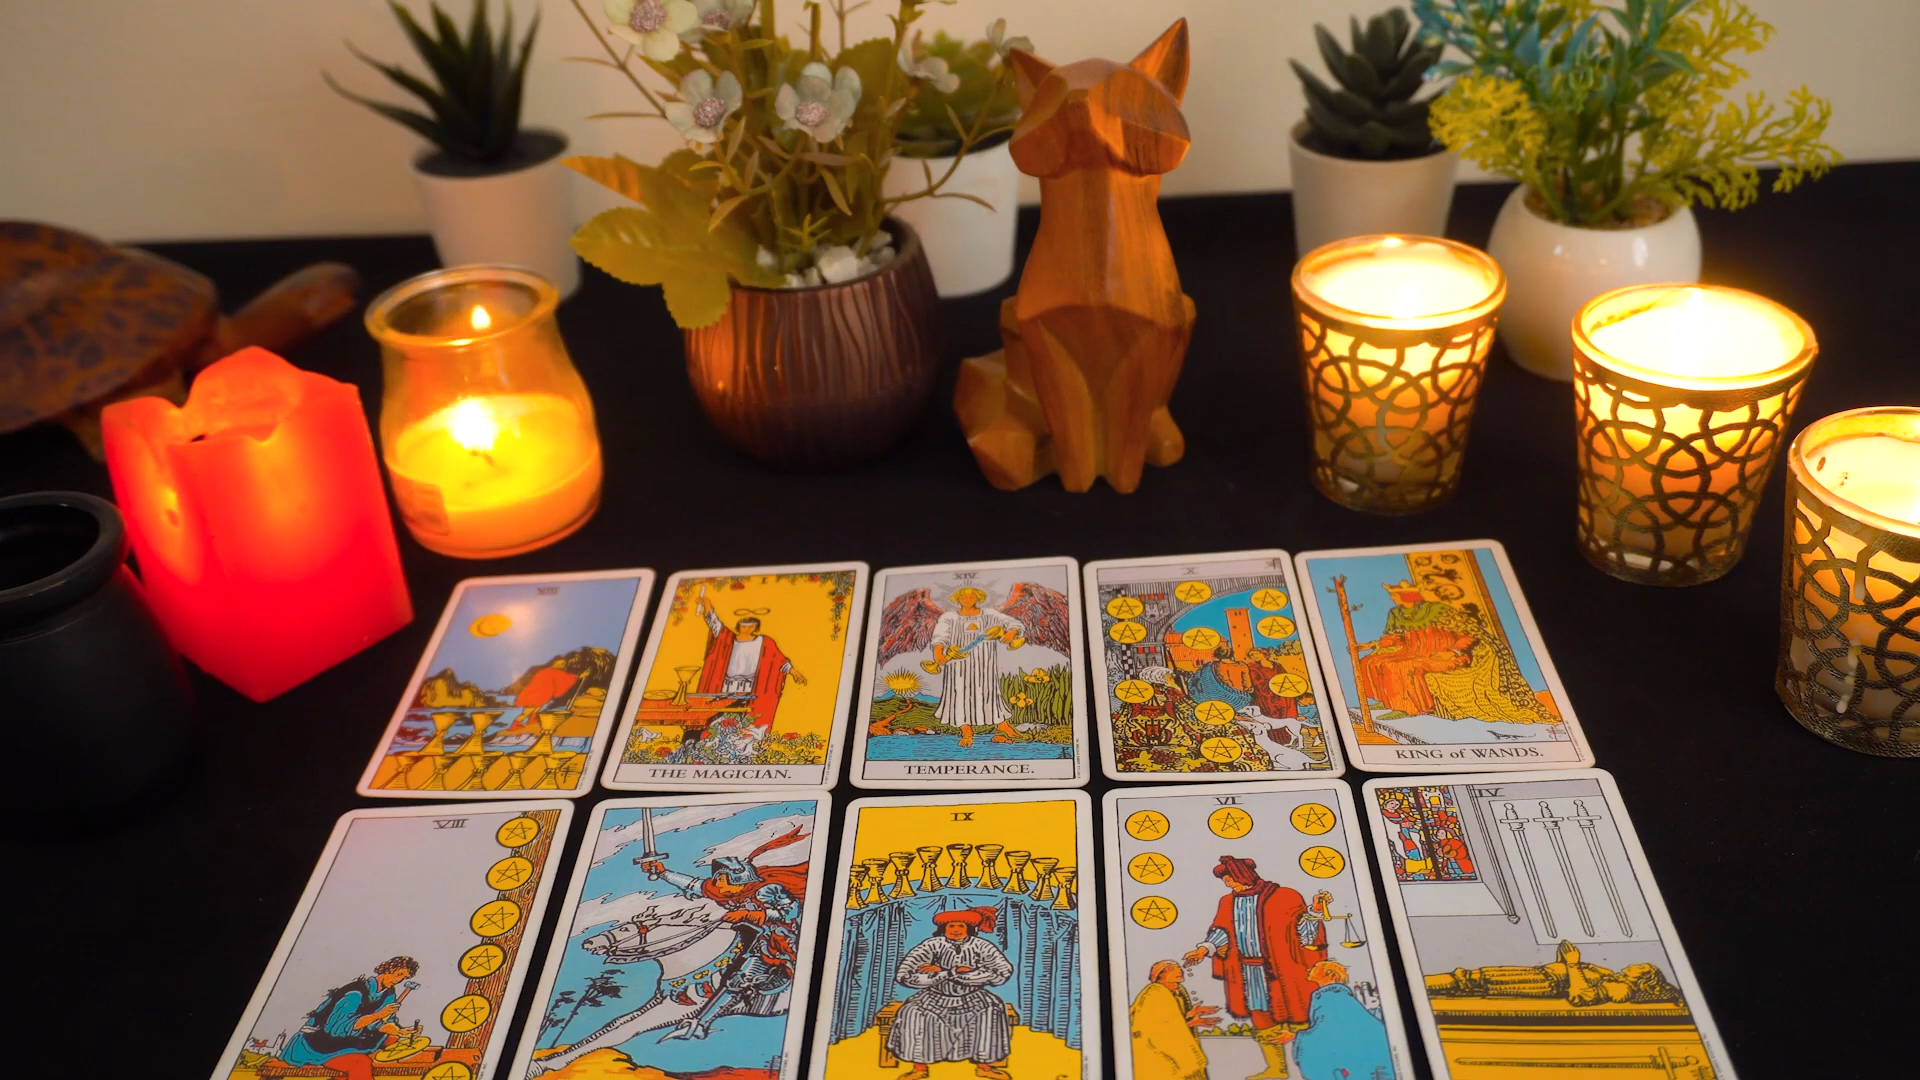 VIII
I
THE MAGICIAN.
XIV
TEMPERANCE.
X
KING of WANDS.
VIII
IX
VI
IV